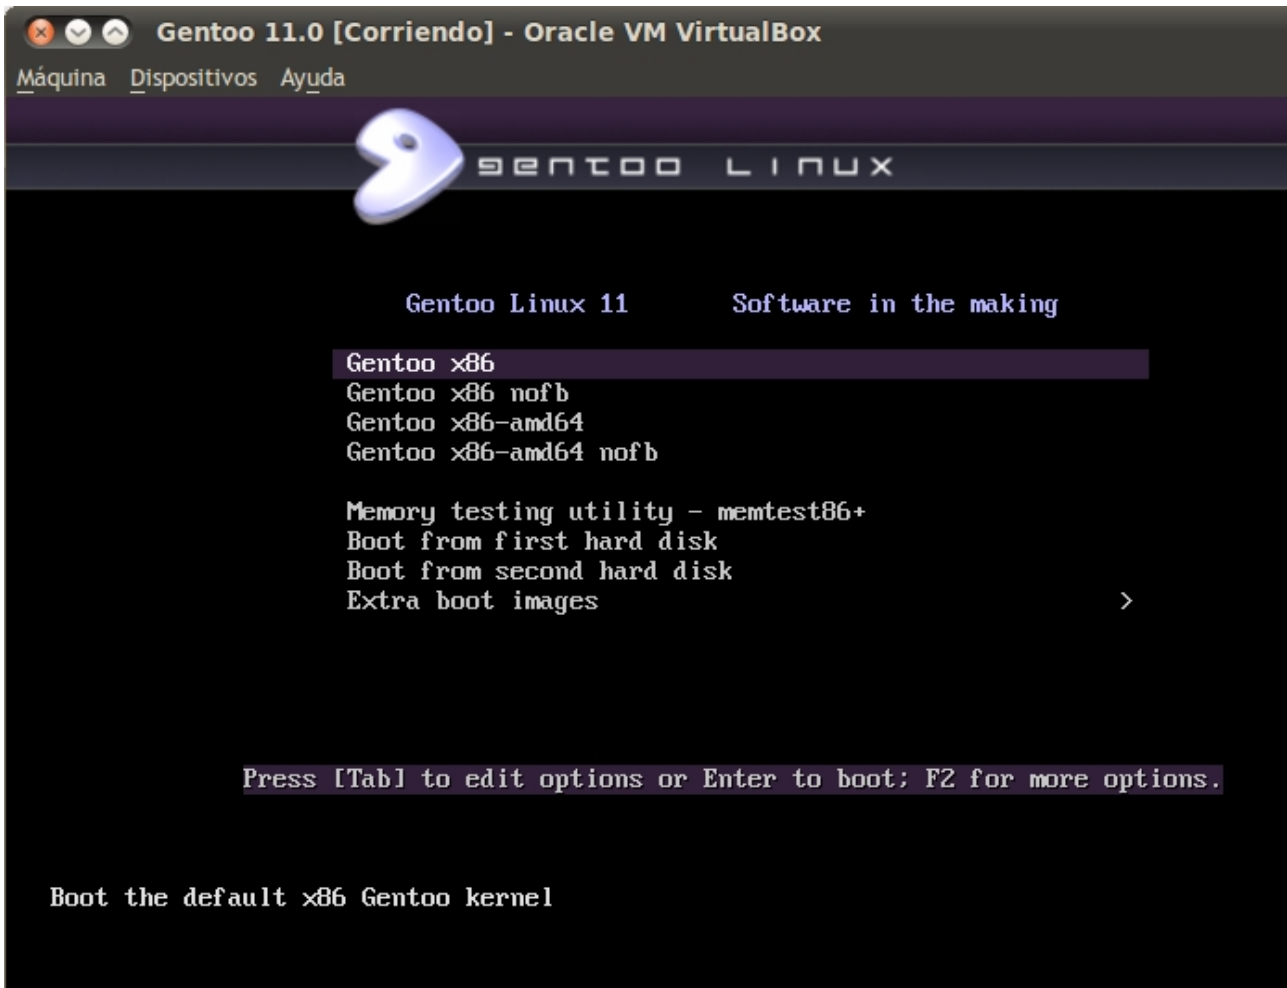 Gentoo 11.0 [Corriendo] - Oracle VM VirtualBox
Máquina Dispositivos Ayuda
gentoo linux
Gentoo Linux 11 Software in the making
Gentoo x86
Gentoo x86 nofb
Gentoo x86-amd64
Gentoo x86-amd64 nofb
Memory testing utility - memtest86+
Boot from first hard disk
Boot from second hard disk
Extra boot images >
Press [Tab] to edit options or Enter to boot; F2 for more options.
Boot the default x86 Gentoo kernel